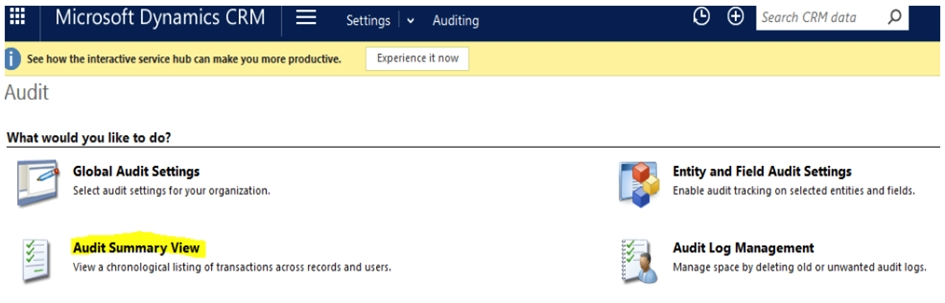 Microsoft Dynamics CRM Settings Auditing Search CRM data
See how the interactive service hub can make you more productive. Experience it now
Audit
What would you like to do?
Global Audit Settings
Select audit settings for your organization.
Entity and Field Audit Settings
Enable audit tracking on selected entities and fields.
Audit Summary View
View a chronological listing of transactions across records and users.
Audit Log Management
Manage space by deleting old or unwanted audit logs.